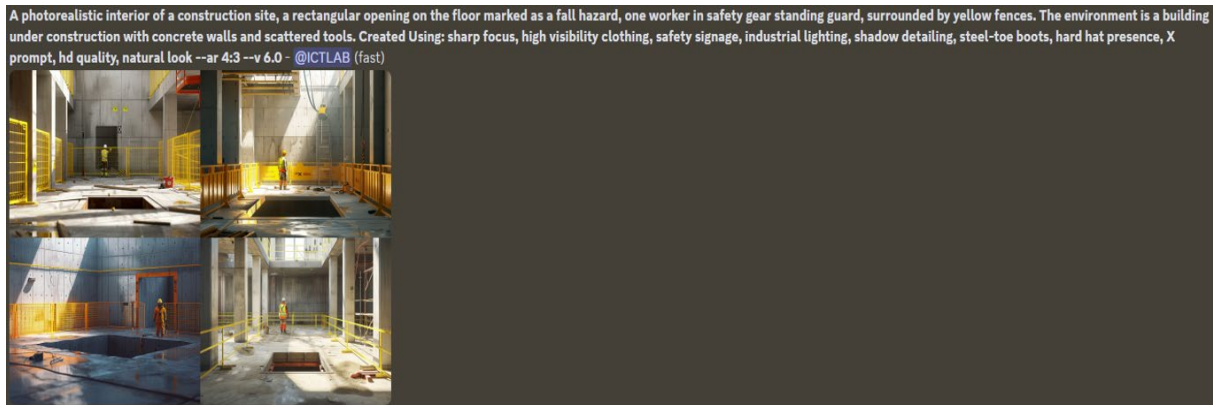 A photorealistic interior of a construction site, a rectangular opening on the floor marked as a fall hazard, one worker in safety gear standing guard, surrounded by yellow fences. The environment is a building
under construction with concrete walls and scattered tools. Created Using: sharp focus, high visibility clothing, safety signage, industrial lighting, shadow detailing, steel-toe boots, hard hat presence, X
prompt, hd quality, natural look --ar 4:3 --v 6.0 - @ICTLAB (fast)